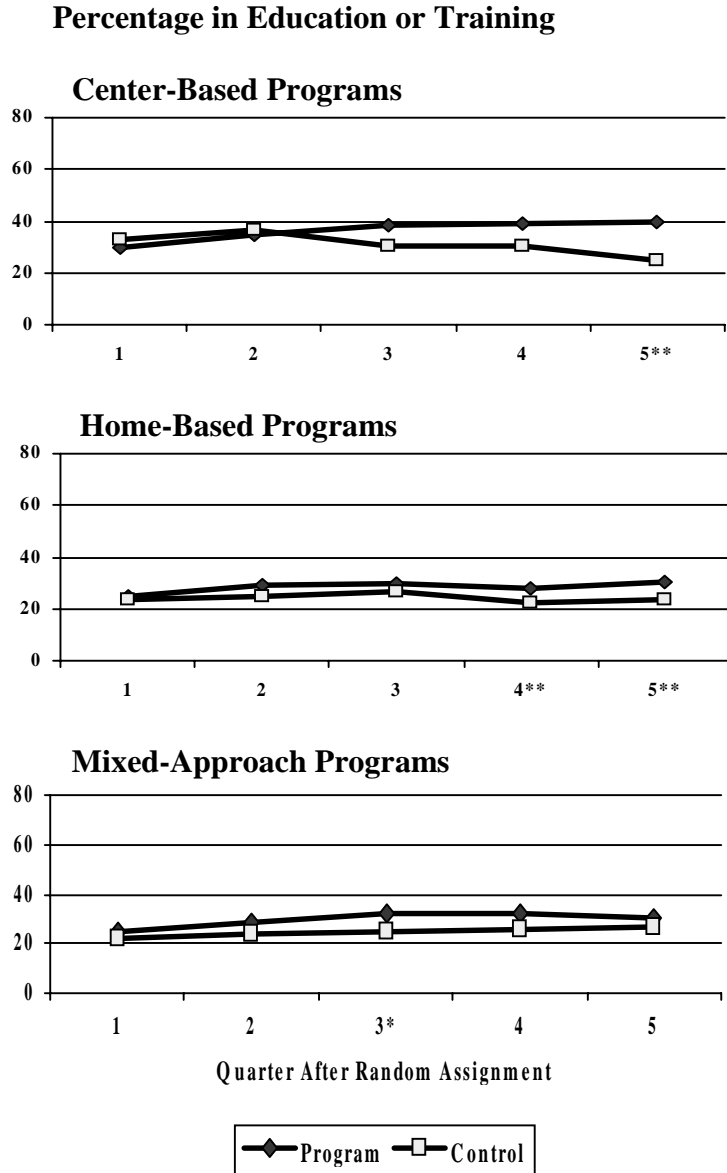 Percentage in Education or Training
Center-Based Programs
80
60
40
20
0
1 2 3 4 5**
Home-Based Programs
80
60
40
20
0
1 2 3 4** 5**
Mixed-Approach Programs
80
60
40
20
0
1 2 3* 4 5
Quarter After Random Assignment
Program Control